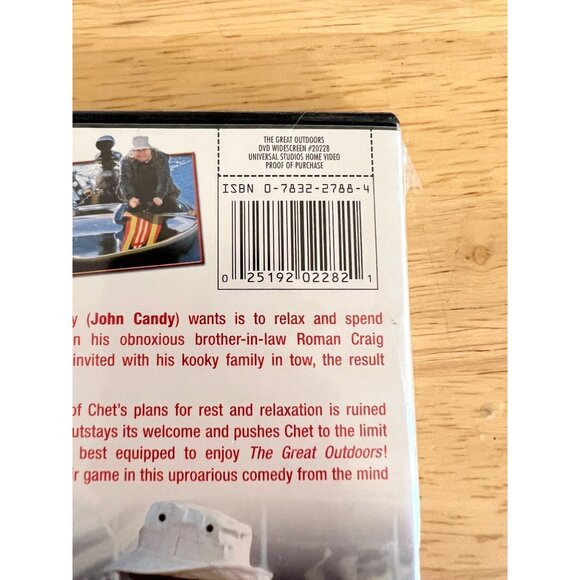 THE GREAT OUTDOORS
DVD WIDESCREEN #20228
UNIVERSAL STUDIOS HOME VIDEO
PROOF OF PURCHASE
ISBN 0-7832-2788-4
0 25192 02282 1
y (John Candy) wants is to relax and spend
n his obnoxious brother-in-law Roman Craig
invited with his kooky family in tow, the result
of Chet's plans for rest and relaxation is ruined
utstays its welcome and pushes Chet to the limit
best equipped to enjoy The Great Outdoors!
r game in this uproarious comedy from the mind